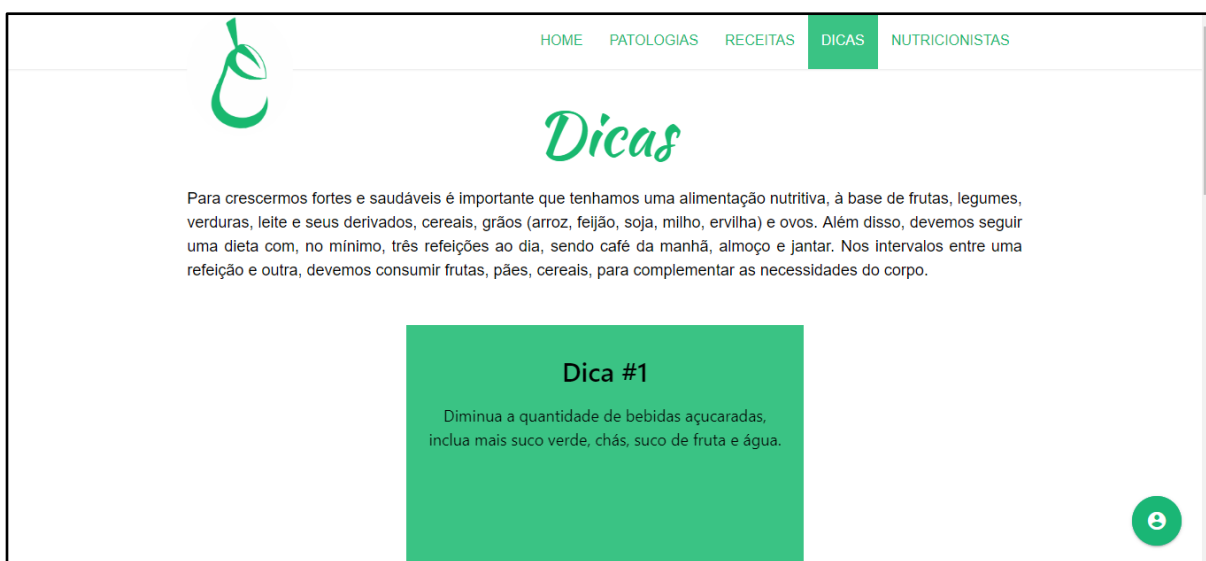 HOME PATOLOGIAS RECEITAS DICAS NUTRICIONISTAS
Dicas
Para crescermos fortes e saudáveis é importante que tenhamos uma alimentação nutritiva, à base de frutas, legumes,
verduras, leite e seus derivados, cereais, grãos (arroz, feijão, soja, milho, ervilha) e ovos. Além disso, devemos seguir
uma dieta com, no mínimo, três refeições ao dia, sendo café da manhã, almoço e jantar. Nos intervalos entre uma
refeição e outra, devemos consumir frutas, pães, cereais, para complementar as necessidades do corpo.
Dica #1
Diminua a quantidade de bebidas açucaradas,
inclua mais suco verde, chás, suco de fruta e água.